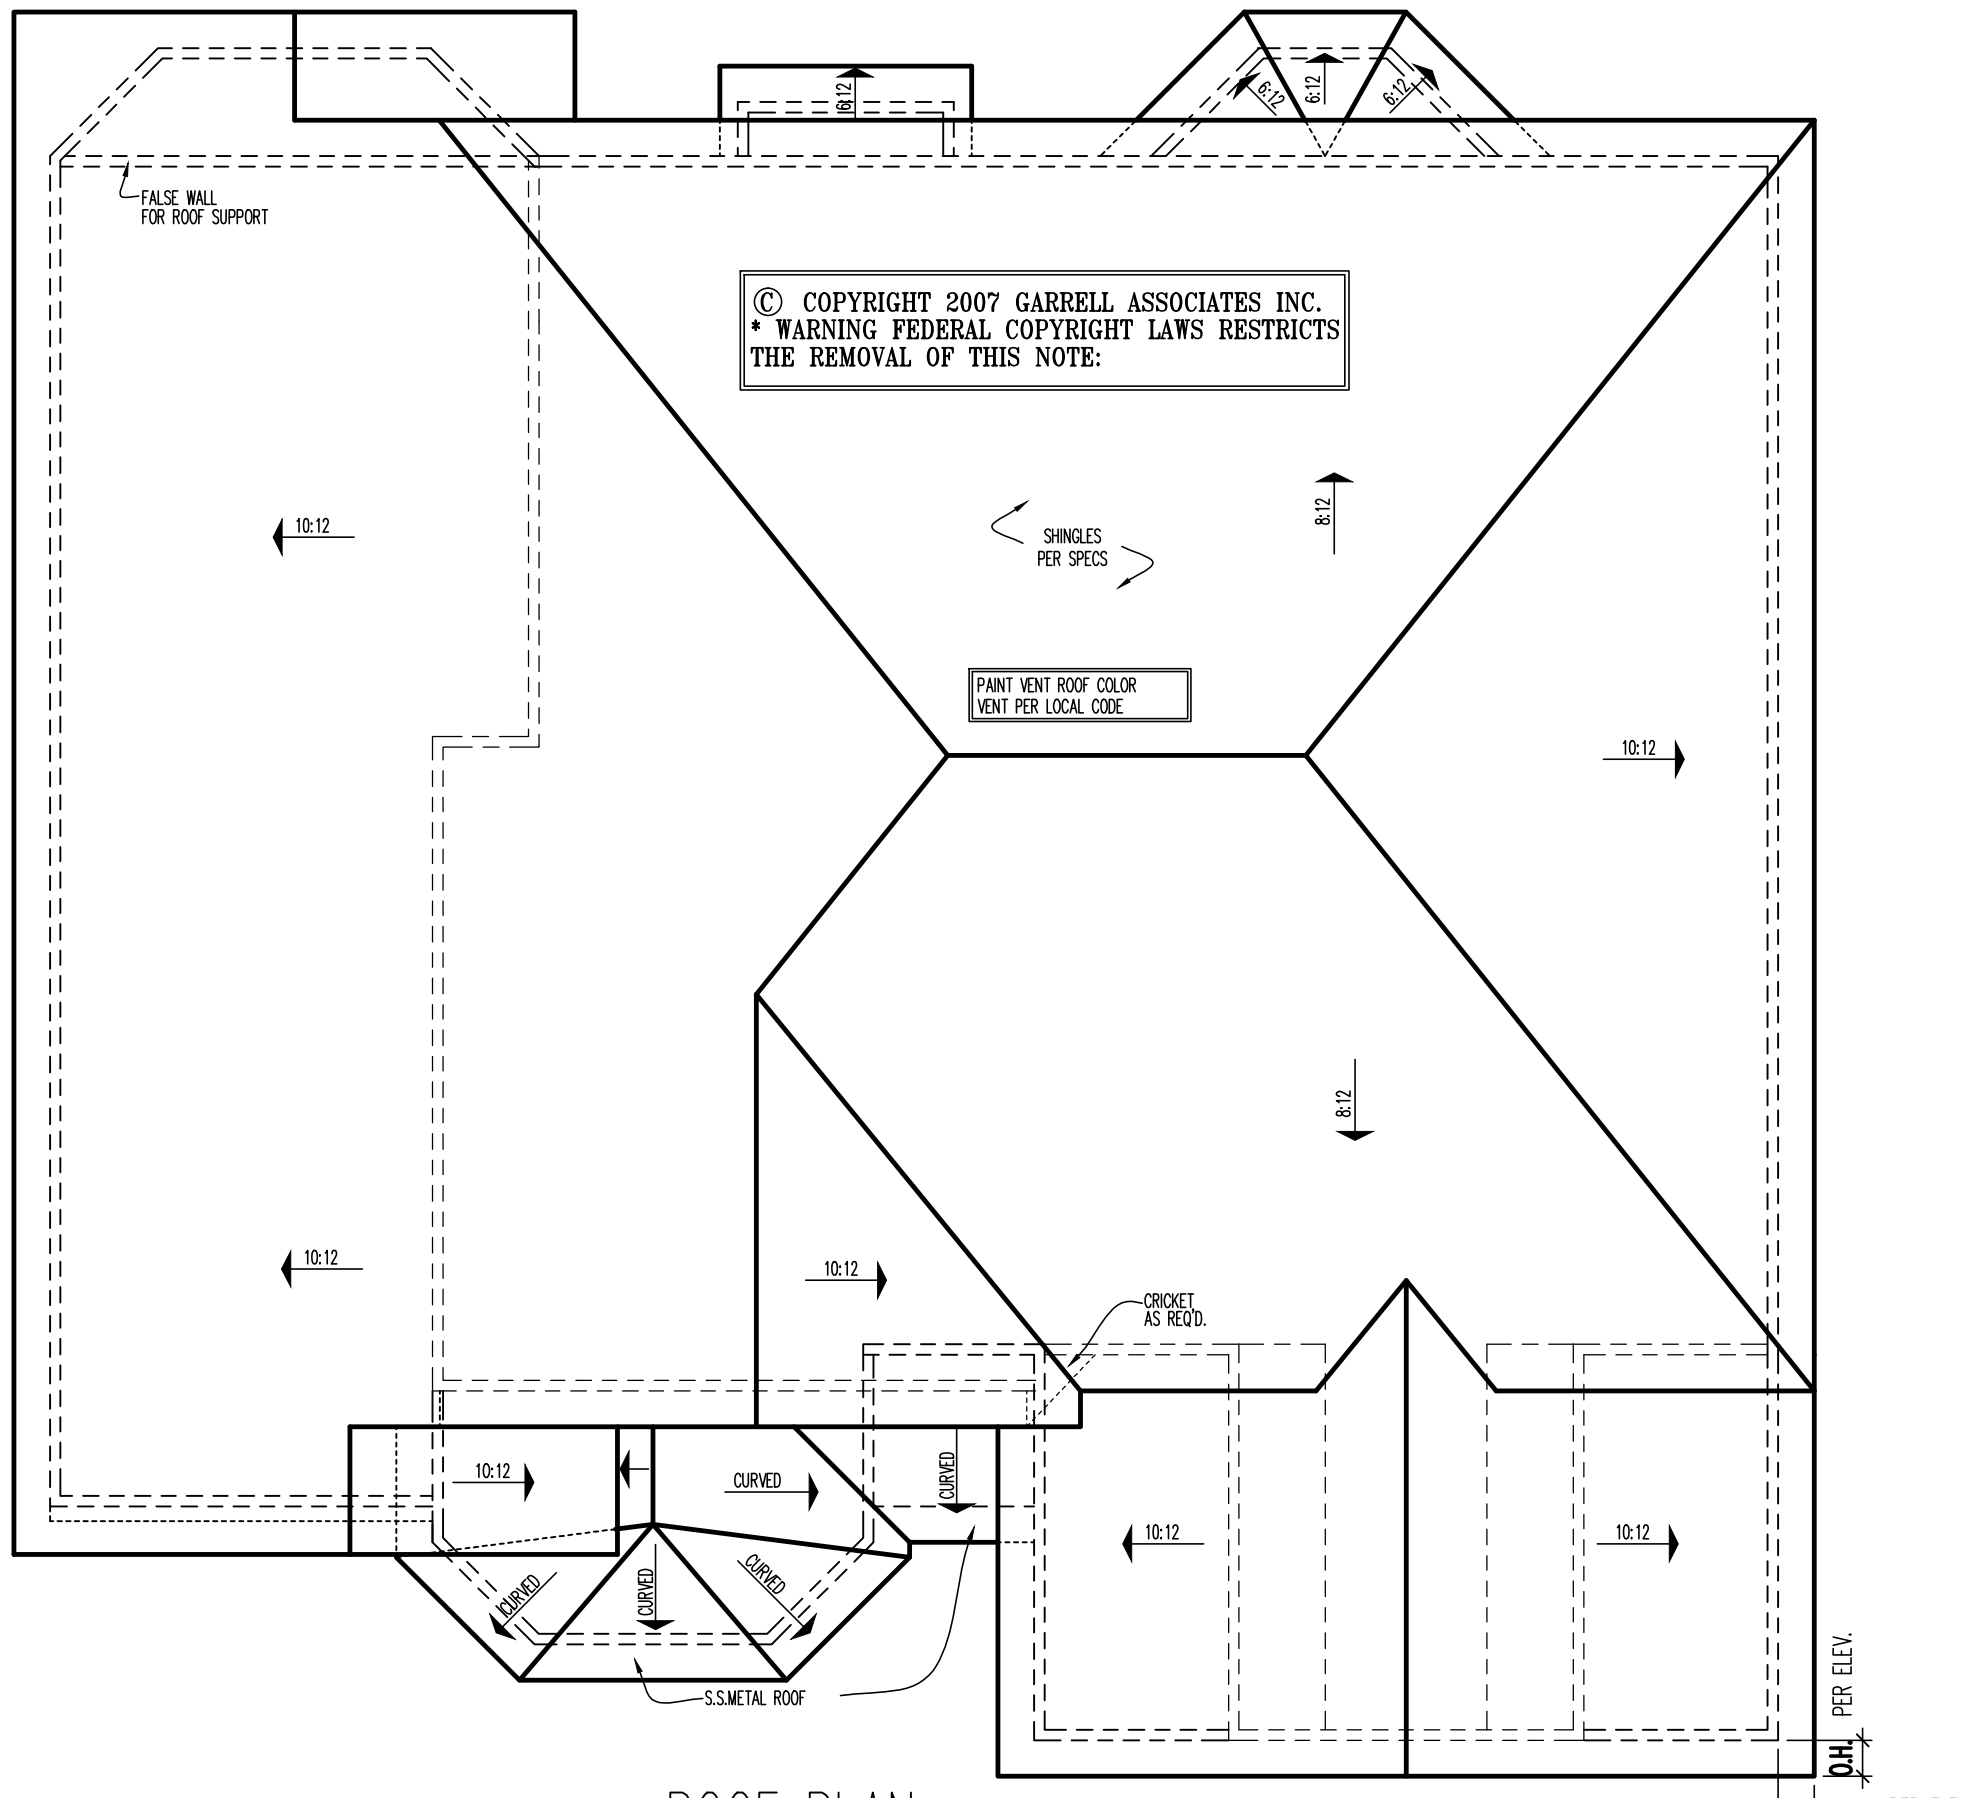 6:12
6:12
6:12
6:12
FALSE WALL
FOR ROOF SUPPORT
© COPYRIGHT 2007 GARRELL ASSOCIATES INC.
* WARNING FEDERAL COPYRIGHT LAWS RESTRICTS
THE REMOVAL OF THIS NOTE:
10:12
8:12
SHINGLES
PER SPECS
PAINT VENT ROOF COLOR
VENT PER LOCAL CODE
10:12
8:12
10:12
10:12
CRICKET
AS REQ'D.
10:12
CURVED
CURVED
10:12
10:12
CURVED
CURVED
CURVED
S.S.METAL ROOF
PER ELEV.
O.H.
ROOF PLAN